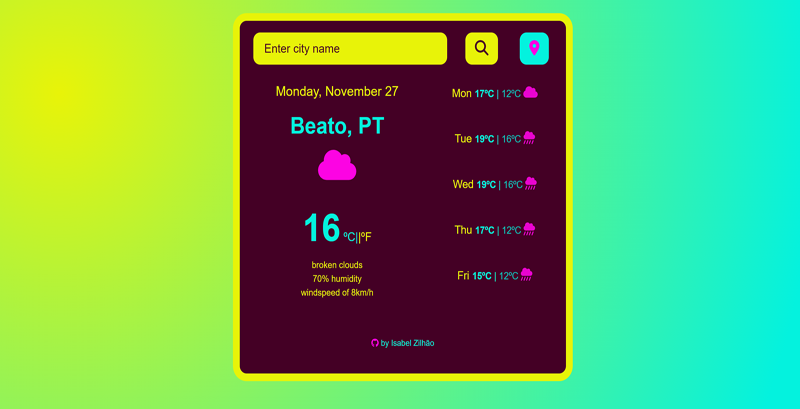 Enter city name
Monday, November 27
Beato, PT
16 ºC||ºF
broken clouds
70% humidity
windspeed of 8km/h
Mon 17ºC | 12ºC
Tue 19ºC | 16ºC
Wed 19ºC | 16ºC
Thu 17ºC | 12ºC
Fri 15ºC | 12ºC
by Isabel Zilhão